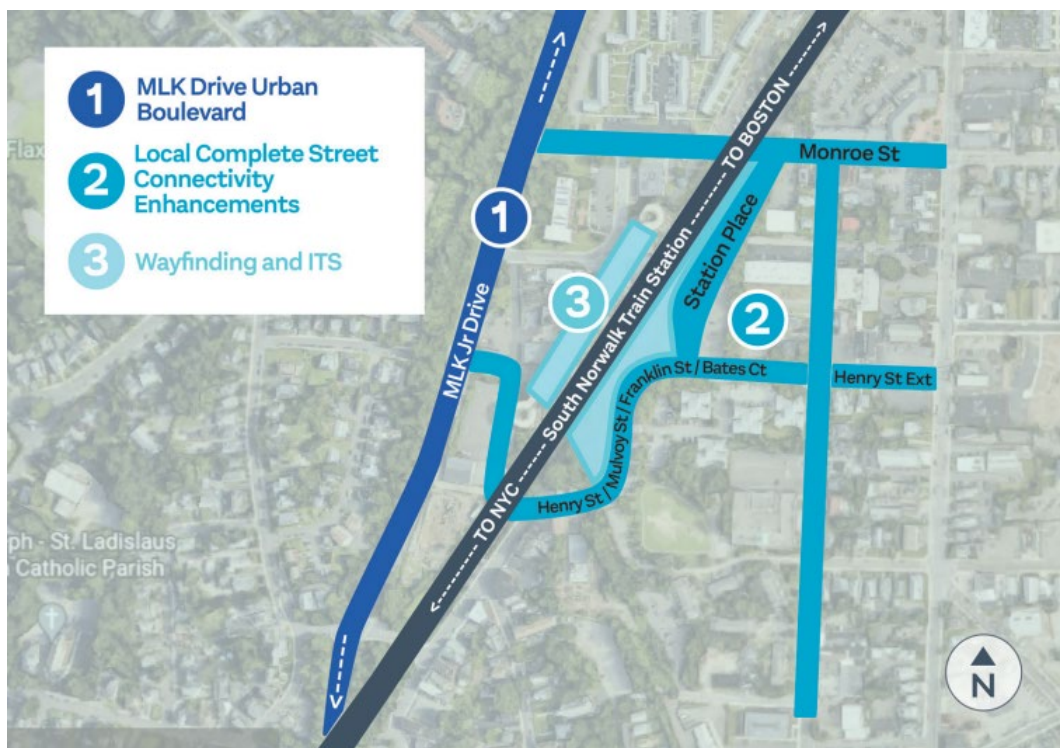 1
MLK Drive Urban
Boulevard
2
Local Complete Street
Connectivity
Enhancements
3
Wayfinding and ITS
Flax
Monroe St
1
MLK Jr Drive
<----- TO NYC ------ South Norwalk Train Station ------ TO BOSTON ----->
Station Place
3
2
Henry St / Mulvoy St / Franklin St / Bates Ct
Henry St Ext
ph - St. Ladislaus
Catholic Parish
N